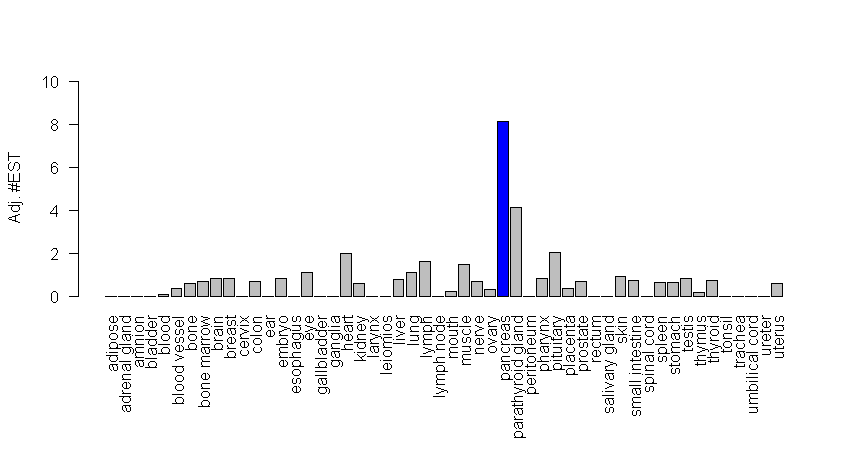 10
8
6
4
2
0
Adj. #EST
adipose
adrenal gland
amnion
bladder
blood
blood vessel
bone
bone marrow
brain
breast
cervix
colon
ear
embryo
esophagus
eye
gallbladder
ganglia
heart
kidney
larynx
leiomios
liver
lung
lymph
lymph node
mouth
muscle
nerve
ovary
pancreas
parathyroid gland
peritoneum
pharynx
pituitary
placenta
prostate
rectum
salivary gland
skin
small intestine
spinal cord
spleen
stomach
testis
thymus
thyroid
tonsil
trachea
umbilical cord
ureter
uterus